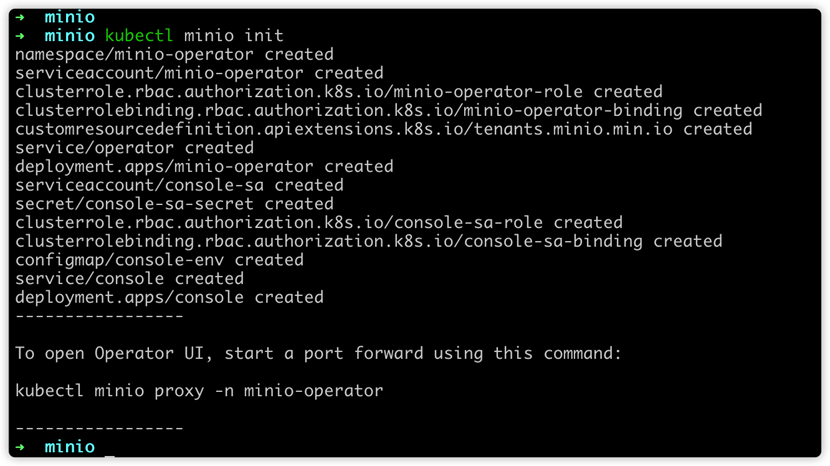 → minio
→ minio kubectl minio init
namespace/minio-operator created
serviceaccount/minio-operator created
clusterrole.rbac.authorization.k8s.io/minio-operator-role created
clusterrolebinding.rbac.authorization.k8s.io/minio-operator-binding created
customresourcedefinition.apiextensions.k8s.io/tenants.minio.min.io created
service/operator created
deployment.apps/minio-operator created
serviceaccount/console-sa created
secret/console-sa-secret created
clusterrole.rbac.authorization.k8s.io/console-sa-role created
clusterrolebinding.rbac.authorization.k8s.io/console-sa-binding created
configmap/console-env created
service/console created
deployment.apps/console created
-----------------
To open Operator UI, start a port forward using this command:
kubectl minio proxy -n minio-operator
-----------------
→ minio _